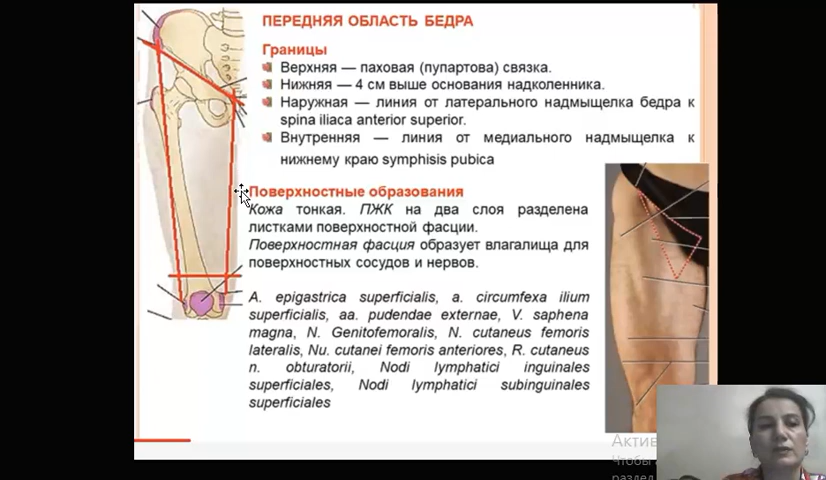 ПЕРЕДНЯЯ ОБЛАСТЬ БЕДРА
Границы
Верхняя — паховая (пупартова) связка.
Нижняя — 4 см выше основания надколенника.
Наружная — линия от латерального надмыщелка бедра к
spina iliaca anterior superior.
Внутренняя — линия от медиального надмыщелка к
нижнему краю symphisis pubica
Поверхностные образования
Кожа тонкая. ПЖК на два слоя разделена
листками поверхностной фасции.
Поверхностная фасция образует влагалища для
поверхностных сосудов и нервов.
A. epigastrica superficialis, a. circumfexa ilium
superficialis, aa. pudendae externae, V. saphena
magna, N. Genitofemoralis, N. cutaneus femoris
lateralis, Nu. cutanei femoris anteriores, R. cutaneus
n. obturatorii, Nodi lymphatici inguinales
superficiales, Nodi lymphatici subinguinales
superficiales
Актив
Чтобы
раздел